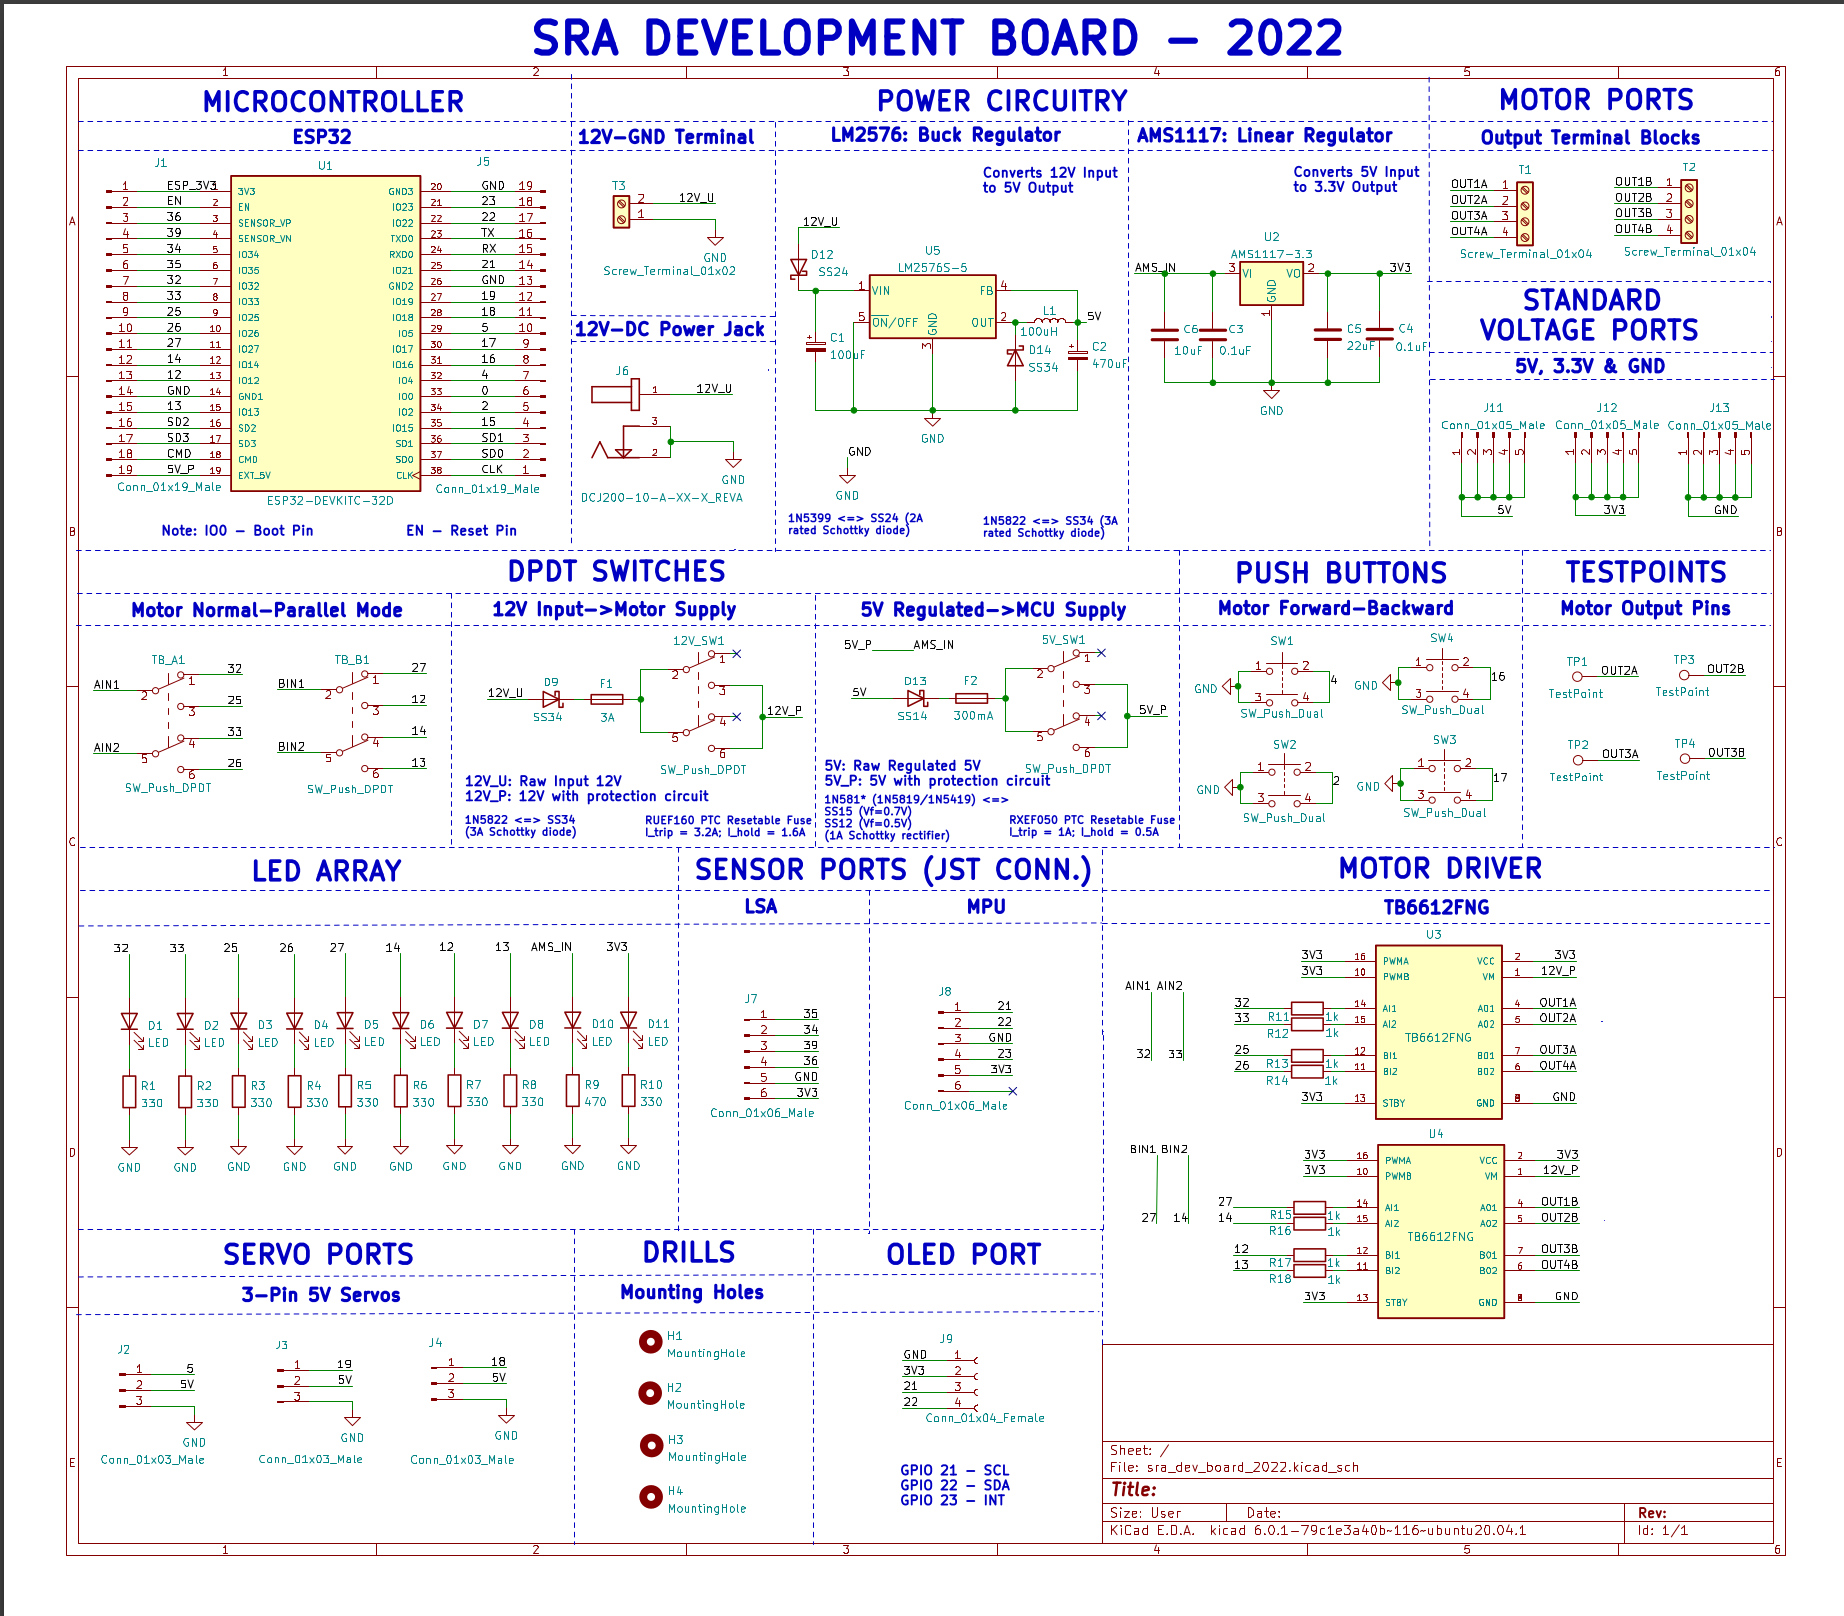 SRA DEVELOPMENT BOARD - 2022
1 2 3 4 5 6
MICROCONTROLLER
ESP32
J1 U1 J5
1 ESP_3V3 1 3V3 GND3 20 GND 19
2 EN 2 EN IO23 21 23 18
3 36 3 SENSOR_VP IO22 22 22 17
4 39 4 SENSOR_VN TXD0 23 TX 16
5 34 5 IO34 RXD0 24 RX 15
6 35 6 IO35 IO21 25 21 14
7 32 7 IO32 GND2 26 GND 13
8 33 8 IO33 IO19 27 19 12
9 25 9 IO25 IO18 28 18 11
10 26 10 IO26 IO5 29 5 10
11 27 11 IO27 IO17 30 17 9
12 14 12 IO14 IO16 31 16 8
13 12 13 IO12 IO4 32 4 7
14 GND 14 GND1 IO0 33 0 6
15 13 15 IO13 IO2 34 2 5
16 SD2 16 SD2 IO15 35 15 4
17 SD3 17 SD3 SD1 36 SD1 3
18 CMD 18 CMD SD0 37 SD0 2
19 5V_P 19 EXT_5V CLK 38 CLK 1
Conn_01x19_Male Conn_01x19_Male
ESP32-DEVKITC-32D
Note: IO0 - Boot Pin EN - Reset Pin
POWER CIRCUITRY
12V-GND Terminal
T3
2 12V_U
1
GND
Screw_Terminal_01x02
12V-DC Power Jack
J6
1 12V_U
3
2
GND
DCJ200-10-A-XX-X_REVA
LM2576: Buck Regulator
Converts 12V Input
to 5V Output
12V_U
D12
SS24
U5
LM2576S-5
1 VIN FB 4
5 ON/OFF GND OUT 2
3
L1
100uH
5V
C1
100uF
D14
SS34
C2
470uF
GND
GND
GND
1N5399 <=> SS24 (2A
rated Schottky diode)
1N5822 <=> SS34 (3A
rated Schottky diode)
AMS1117: Linear Regulator
Converts 5V Input
to 3.3V Output
U2
AMS1117-3.3
AMS_IN 3 VI VO 2 3V3
GND
1
C6 C3 C5 C4
10uF 0.1uF 22uF 0.1uF
GND
MOTOR PORTS
Output Terminal Blocks
T1 T2
OUT1A 1 OUT1B 1
OUT2A 2 OUT2B 2
OUT3A 3 OUT3B 3
OUT4A 4 OUT4B 4
Screw_Terminal_01x04 Screw_Terminal_01x04
STANDARD
VOLTAGE PORTS
5V, 3.3V & GND
J11 J12 J13
Conn_01x05_Male Conn_01x05_Male Conn_01x05_Male
1 2 3 4 5 1 2 3 4 5 1 2 3 4 5
5V 3V3 GND
DPDT SWITCHES
Motor Normal-Parallel Mode
TB_A1 TB_B1
AIN1 2 1 32 3 25
AIN2 5 4 33 6 26
BIN1 2 1 27 3 12
BIN2 5 4 14 6 13
SW_Push_DPDT SW_Push_DPDT
12V Input->Motor Supply
12V_SW1
12V_U D9 F1 2 1 3 12V_P
SS34 3A 5 4 6
SW_Push_DPDT
12V_U: Raw Input 12V
12V_P: 12V with protection circuit
1N5822 <=> SS34
(3A Schottky diode)
RUEF160 PTC Resetable Fuse
I_trip = 3.2A; I_hold = 1.6A
5V Regulated->MCU Supply
5V_P AMS_IN
5V_SW1
5V D13 F2 2 1 3 5V_P
SS14 300mA 5 4 6
SW_Push_DPDT
5V: Raw Regulated 5V
5V_P: 5V with protection circuit
1N581* (1N5819/1N5419) <=>
SS15 (Vf=0.7V)
SS12 (Vf=0.5V)
(1A Schottky rectifier)
RXEF050 PTC Resetable Fuse
I_trip = 1A; I_hold = 0.5A
PUSH BUTTONS
Motor Forward-Backward
SW1 SW4
GND 1 2 3 4 4
SW_Push_Dual
GND 1 2 3 4 16
SW_Push_Dual
SW2 SW3
GND 1 2 3 4 2
SW_Push_Dual
GND 1 2 3 4 17
SW_Push_Dual
TESTPOINTS
Motor Output Pins
TP1 OUT2A TP3 OUT2B
TestPoint TestPoint
TP2 OUT3A TP4 OUT3B
TestPoint TestPoint
LED ARRAY
32 33 25 26 27 14 12 13 AMS_IN 3V3
D1 D2 D3 D4 D5 D6 D7 D8 D10 D11
LED LED LED LED LED LED LED LED LED LED
R1 R2 R3 R4 R5 R6 R7 R8 R9 R10
330 330 330 330 330 330 330 330 470 330
GND GND GND GND GND GND GND GND GND GND
SENSOR PORTS (JST CONN.)
LSA
J7
1 35
2 34
3 39
4 36
5 GND
6 3V3
Conn_01x06_Male
MPU
J8
1 21
2 22
3 GND
4 23
5 3V3
6
Conn_01x06_Male
MOTOR DRIVER
TB6612FNG
U3
AIN1 AIN2
32 33
3V3 16 PWMA VCC 2 3V3
3V3 10 PWMB VM 1 12V_P
32 R11 1k 14 AI1 AO1 4 OUT1A
33 R12 1k 15 AI2 AO2 5 OUT2A
TB6612FNG
25 R13 1k 12 BI1 BO1 7 OUT3A
26 R14 1k 11 BI2 BO2 6 OUT4A
3V3 13 STBY GND GND
U4
BIN1 BIN2
27 14
3V3 16 PWMA VCC 2 3V3
3V3 10 PWMB VM 1 12V_P
27 R15 1k 14 AI1 AO1 4 OUT1B
14 R16 1k 15 AI2 AO2 5 OUT2B
TB6612FNG
12 R17 1k 12 BI1 BO1 7 OUT3B
13 R18 1k 11 BI2 BO2 6 OUT4B
3V3 13 STBY GND GND
SERVO PORTS
3-Pin 5V Servos
J2 J3 J4
1 5 1 19 1 18
2 5V 2 5V 2 5V
3 3 3
GND GND GND
Conn_01x03_Male Conn_01x03_Male Conn_01x03_Male
DRILLS
Mounting Holes
H1
MountingHole
H2
MountingHole
H3
MountingHole
H4
MountingHole
OLED PORT
J9
GND 1
3V3 2
21 3
22 4
Conn_01x04_Female
GPIO 21 - SCL
GPIO 22 - SDA
GPIO 23 - INT
Sheet: /
File: sra_dev_board_2022.kicad_sch
Title:
Size: User Date: Rev:
KiCad E.D.A. kicad 6.0.1-79c1e3a40b~116~ubuntu20.04.1 Id: 1/1
A B C D E
A B C D E
1 2 3 4 5 6